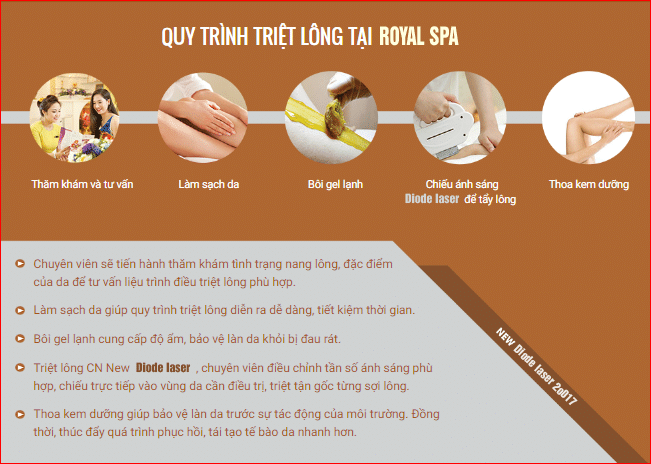 QUY TRÌNH TRIỆT LÔNG TẠI ROYAL SPA
Thăm khám và tư vấn
Làm sạch da
Bôi gel lạnh
Chiếu ánh sáng
Diode laser để tẩy lông
Thoa kem dưỡng
Chuyên viên sẽ tiến hành thăm khám tình trạng nang lông, đặc điểm
của da để tư vấn liệu trình điều triệt lông phù hợp.
Làm sạch da giúp quy trình triệt lông diễn ra dễ dàng, tiết kiệm thời gian.
Bôi gel lạnh cung cấp độ ẩm, bảo vệ làn da khỏi bị đau rát.
Triệt lông CN New Diode laser , chuyên viên điều chỉnh tần số ánh sáng phù
hợp, chiếu trực tiếp vào vùng da cần điều trị, triệt tận gốc từng sợi lông.
Thoa kem dưỡng giúp bảo vệ làn da trước sự tác động của môi trường. Đồng
thời, thúc đẩy quá trình phục hồi, tái tạo tế bào da nhanh hơn.
NEW Diode laser 2o017